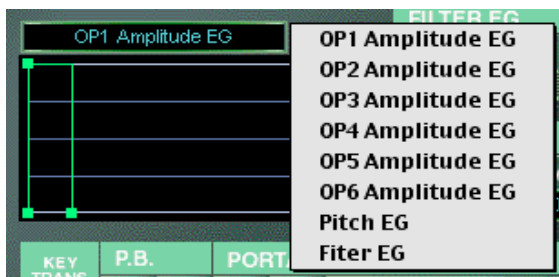 FILTER EG
OP1 Amplitude EG
OP1 Amplitude EG
OP2 Amplitude EG
OP3 Amplitude EG
OP4 Amplitude EG
OP5 Amplitude EG
OP6 Amplitude EG
Pitch EG
Fiter EG
KEY
TRANS
P.B.